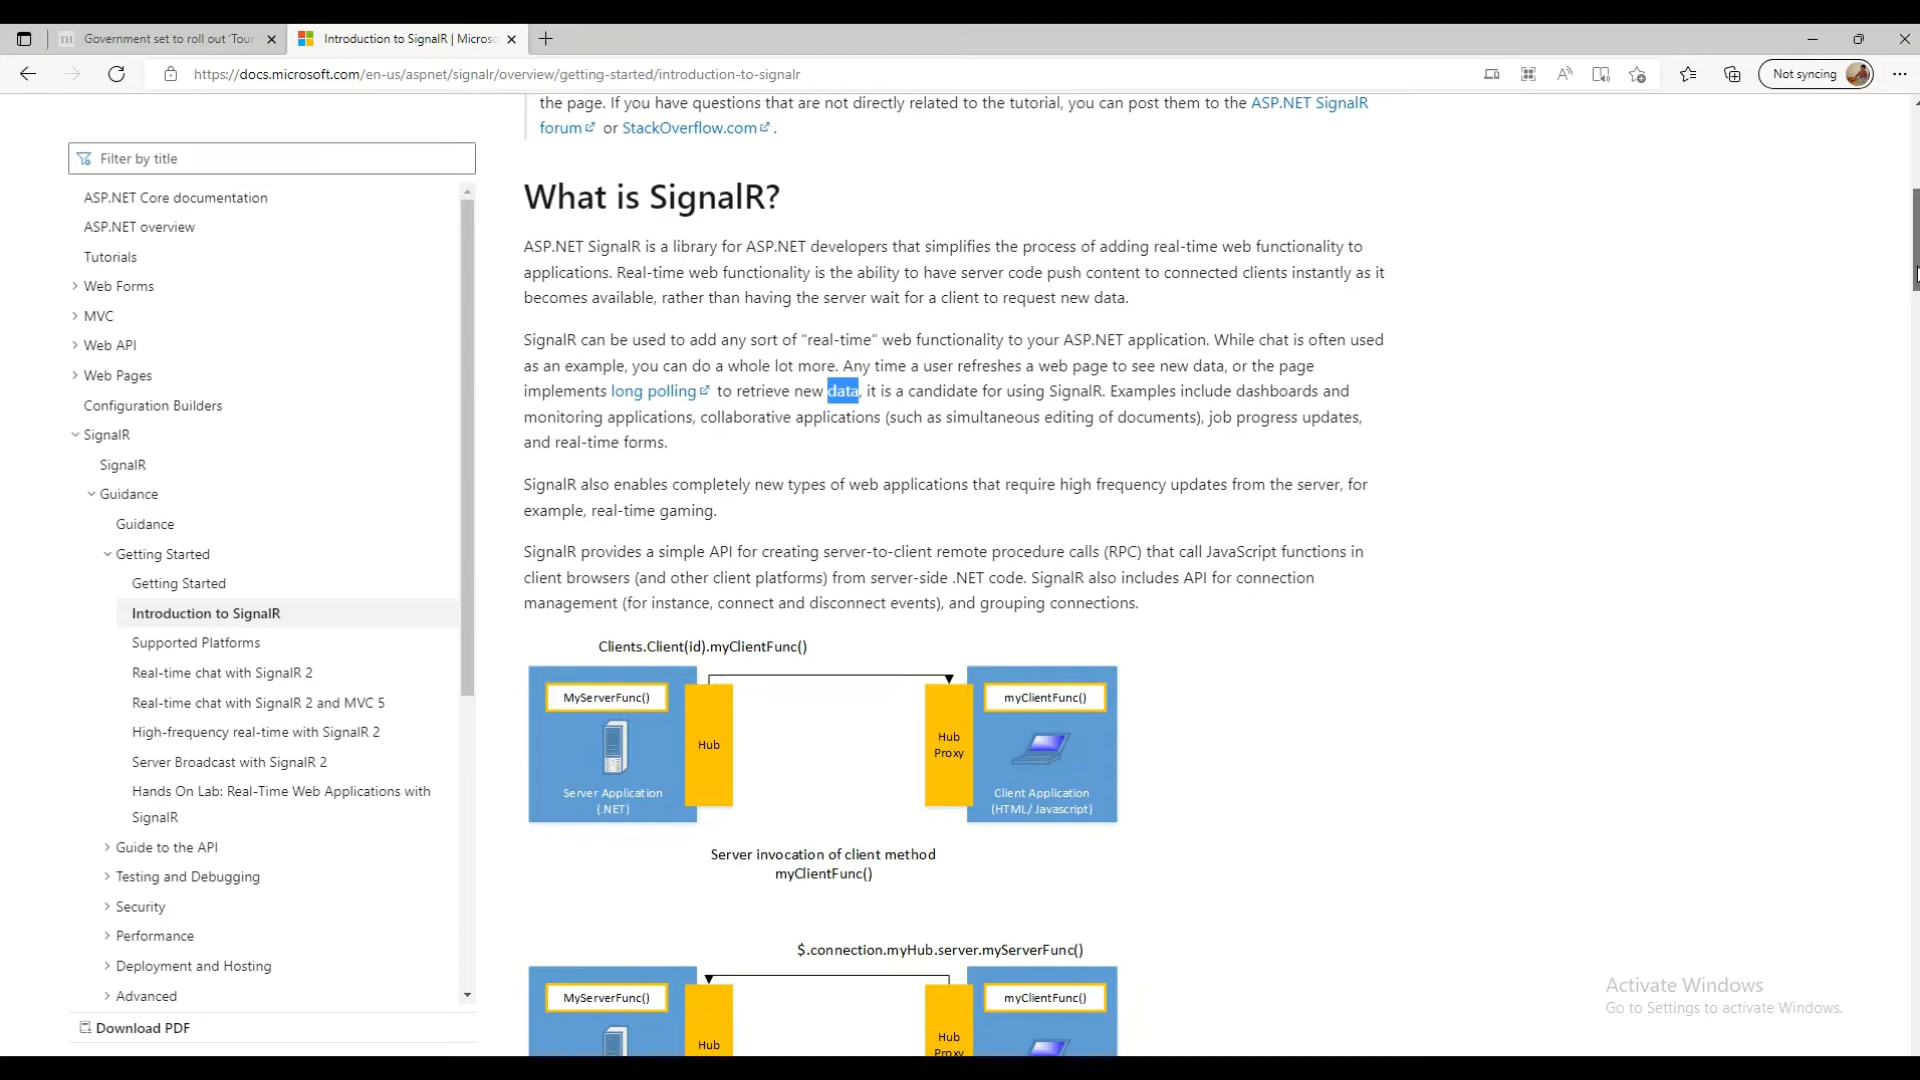 Government set to roll out 'Tour
Introduction to SignalR | Microsc
https://docs.microsoft.com/en-us/aspnet/signalr/overview/getting-started/introduction-to-signalr
Not syncing
Filter by title
ASP.NET Core documentation
ASP.NET overview
Tutorials
Web Forms
MVC
Web API
Web Pages
Configuration Builders
SignalR
SignalR
Guidance
Guidance
Getting Started
Getting Started
Introduction to SignalR
Supported Platforms
Real-time chat with SignalR 2
Real-time chat with SignalR 2 and MVC 5
High-frequency real-time with SignalR 2
Server Broadcast with SignalR 2
Hands On Lab: Real-Time Web Applications with
SignalR
Guide to the API
Testing and Debugging
Security
Performance
Deployment and Hosting
Advanced
Download PDF
the page. If you have questions that are not directly related to the tutorial, you can post them to the ASP.NET SignalR
forum or StackOverflow.com.
What is SignalR?
ASP.NET SignalR is a library for ASP.NET developers that simplifies the process of adding real-time web functionality to
applications. Real-time web functionality is the ability to have server code push content to connected clients instantly as it
becomes available, rather than having the server wait for a client to request new data.
SignalR can be used to add any sort of "real-time" web functionality to your ASP.NET application. While chat is often used
as an example, you can do a whole lot more. Any time a user refreshes a web page to see new data, or the page
implements long polling to retrieve new data, it is a candidate for using SignalR. Examples include dashboards and
monitoring applications, collaborative applications (such as simultaneous editing of documents), job progress updates,
and real-time forms.
SignalR also enables completely new types of web applications that require high frequency updates from the server, for
example, real-time gaming.
SignalR provides a simple API for creating server-to-client remote procedure calls (RPC) that call JavaScript functions in
client browsers (and other client platforms) from server-side .NET code. SignalR also includes API for connection
management (for instance, connect and disconnect events), and grouping connections.
Clients.Client(id).myClientFunc()
MyServerFunc()
Hub
Server Application
(.NET)
Hub
Proxy
myClientFunc()
Client Application
(HTML/ Javascript)
Server invocation of client method
myClientFunc()
$.connection.myHub.server.myServerFunc()
MyServerFunc()
Hub
Hub
Proxy
myClientFunc()
Activate Windows
Go to Settings to activate Windows.